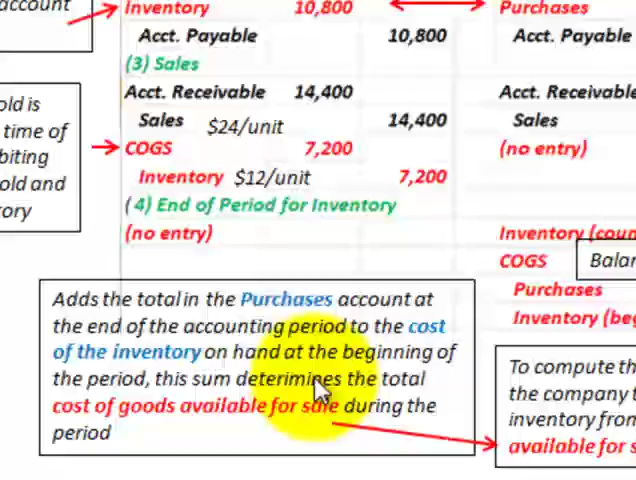 account
Inventory 10,800 Purchases
Acct. Payable 10,800 Acct. Payable
(3) Sales
Acct. Receivable 14,400 Acct. Receivable
Sales $24/unit 14,400 Sales
COGS 7,200 (no entry)
Inventory $12/unit 7,200
(4) End of Period for Inventory
(no entry)
old is
time of
biting
old and
tory
Inventory (coun
COGS Balan
Purchases
Inventory (beg
Adds the total in the Purchases account at
the end of the accounting period to the cost
of the inventory on hand at the beginning of
the period, this sum deterimines the total
cost of goods available for sale during the
period
To compute th
the company t
inventory from
available for s